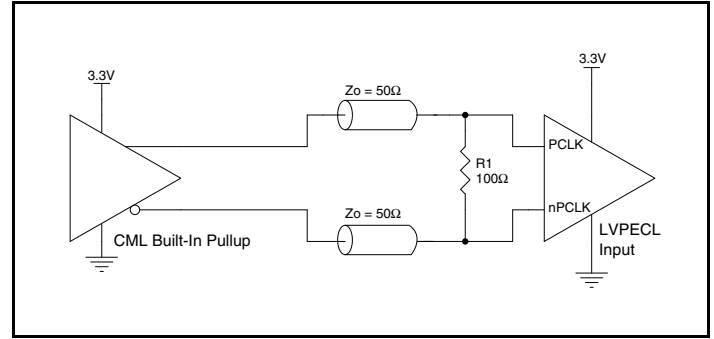 3.3V
3.3V
Zo = 50Ω
PCLK
R1
100Ω
Zo = 50Ω
nPCLK
CML Built-In Pullup
LVPECL
Input